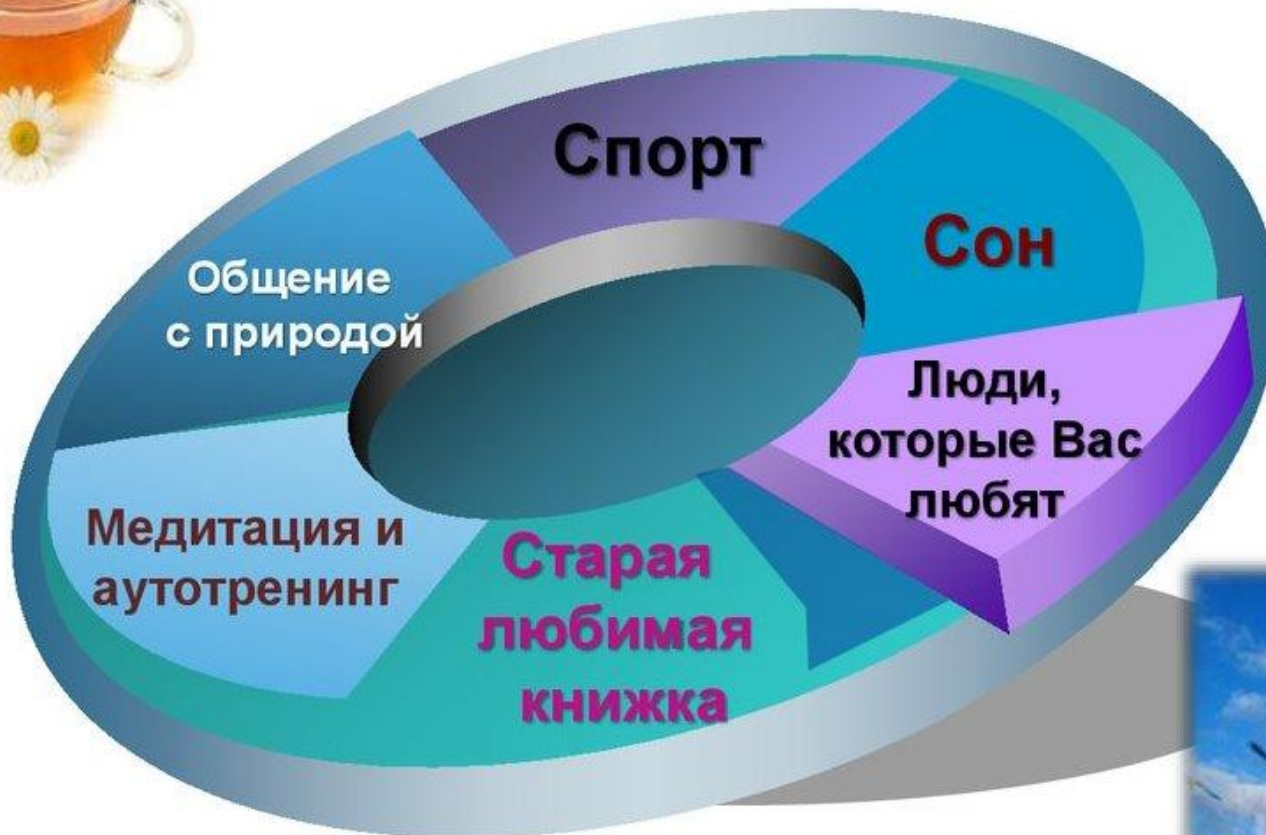 Спорт
Сон
Общение
с природой
Люди,
которые Вас
любят
Медитация и
аутотренинг
Старая
любимая
книжка